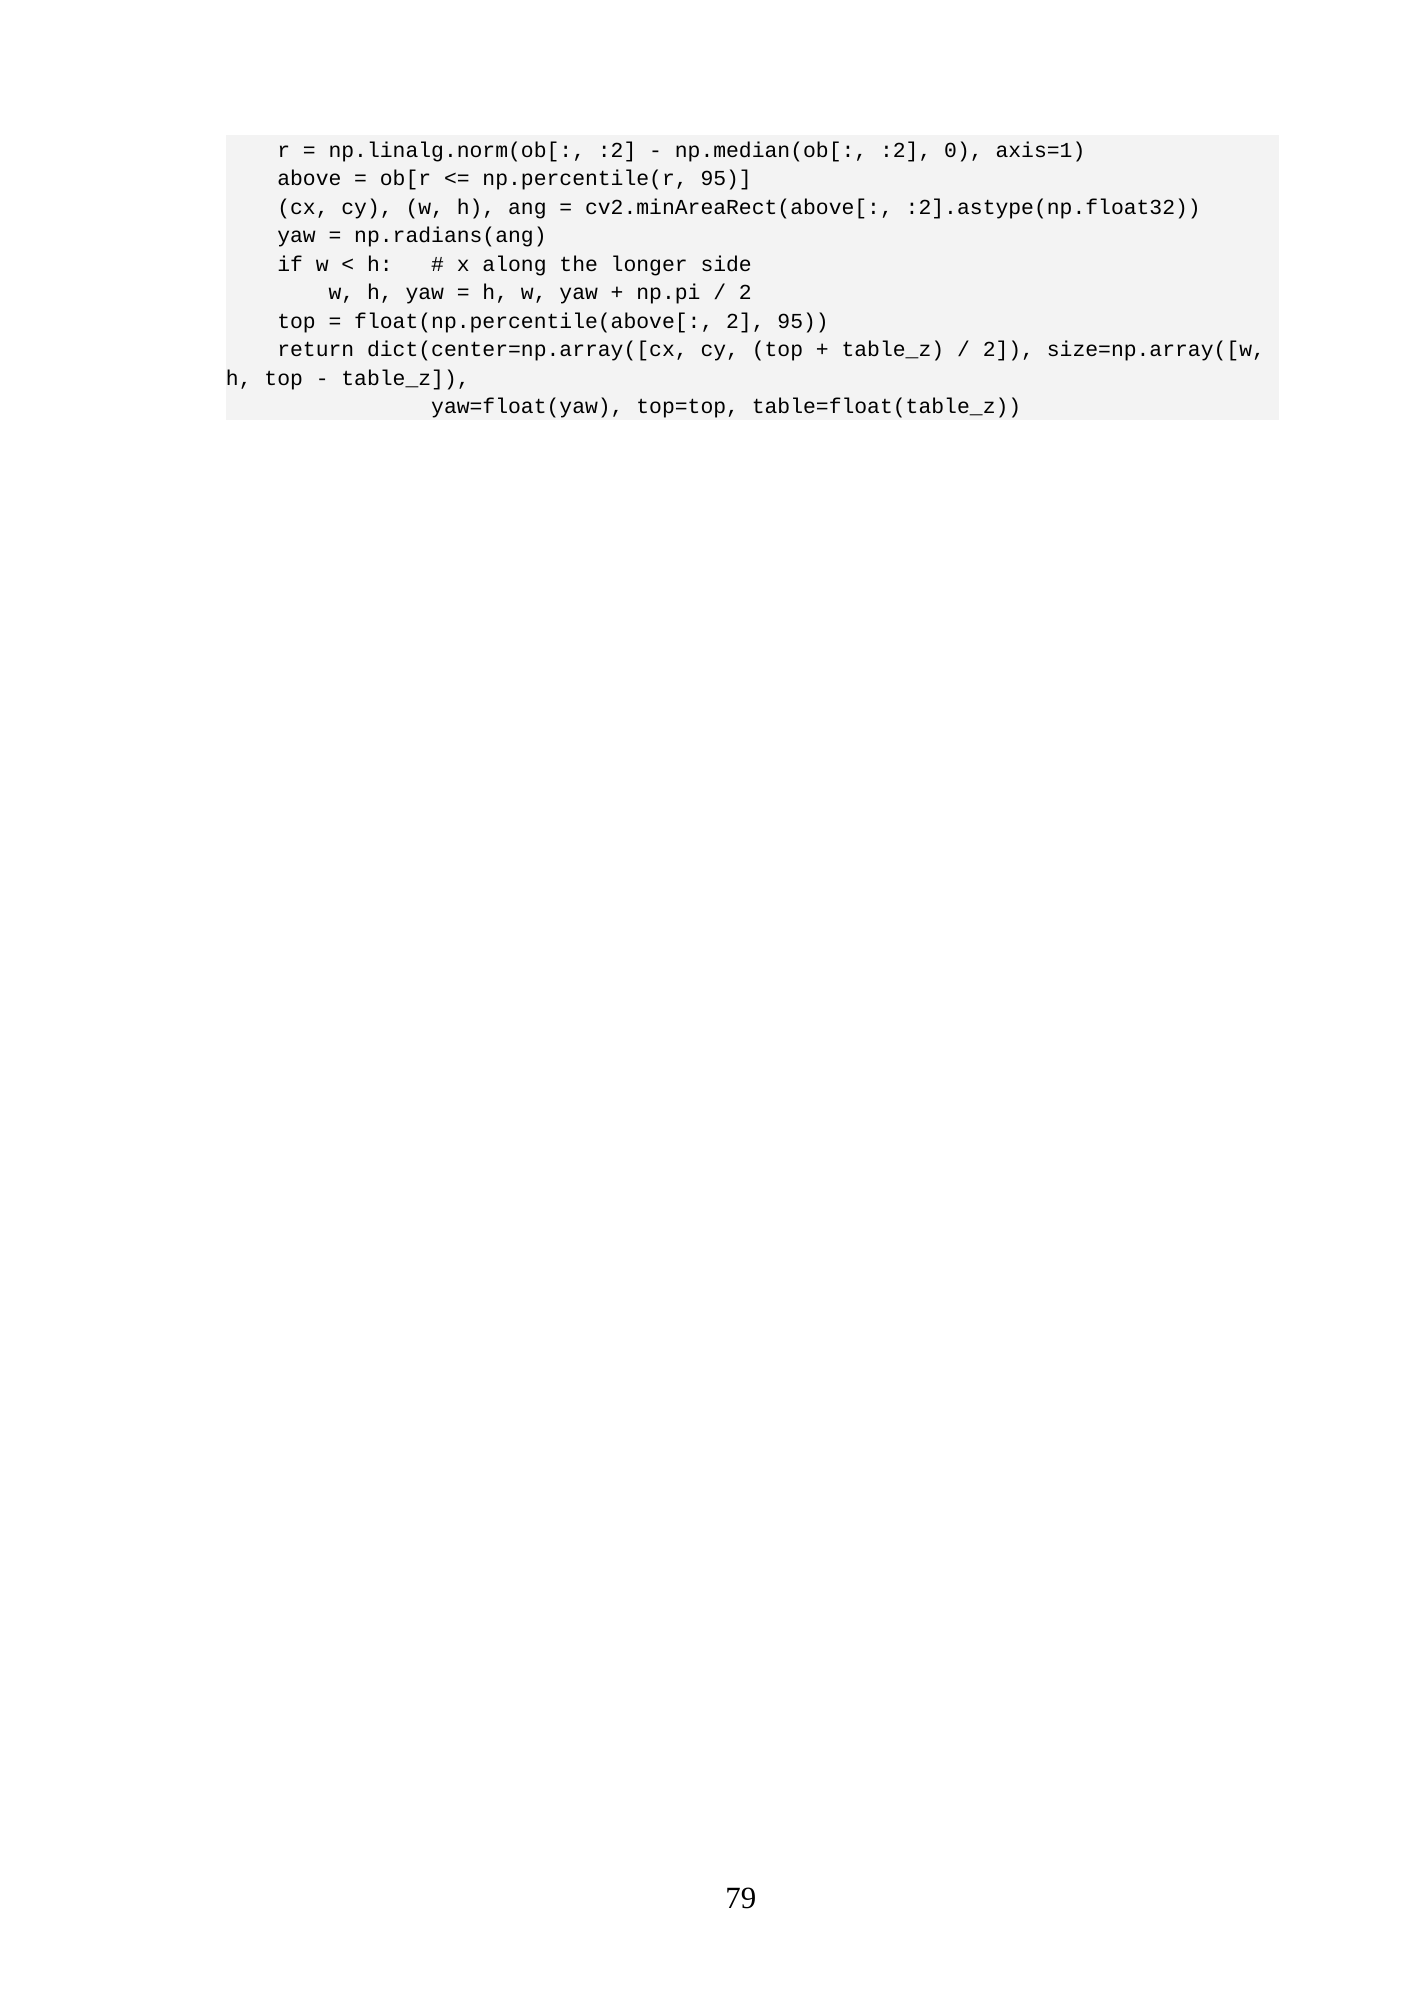 r = np.linalg.norm(ob[:, :2] - np.median(ob[:, :2], 0), axis=1)
    above = ob[r <= np.percentile(r, 95)]
    (cx, cy), (w, h), ang = cv2.minAreaRect(above[:, :2].astype(np.float32))
    yaw = np.radians(ang)
    if w < h:   # x along the longer side
        w, h, yaw = h, w, yaw + np.pi / 2
    top = float(np.percentile(above[:, 2], 95))
    return dict(center=np.array([cx, cy, (top + table_z) / 2]), size=np.array([w,
h, top - table_z]),
                yaw=float(yaw), top=top, table=float(table_z))
79